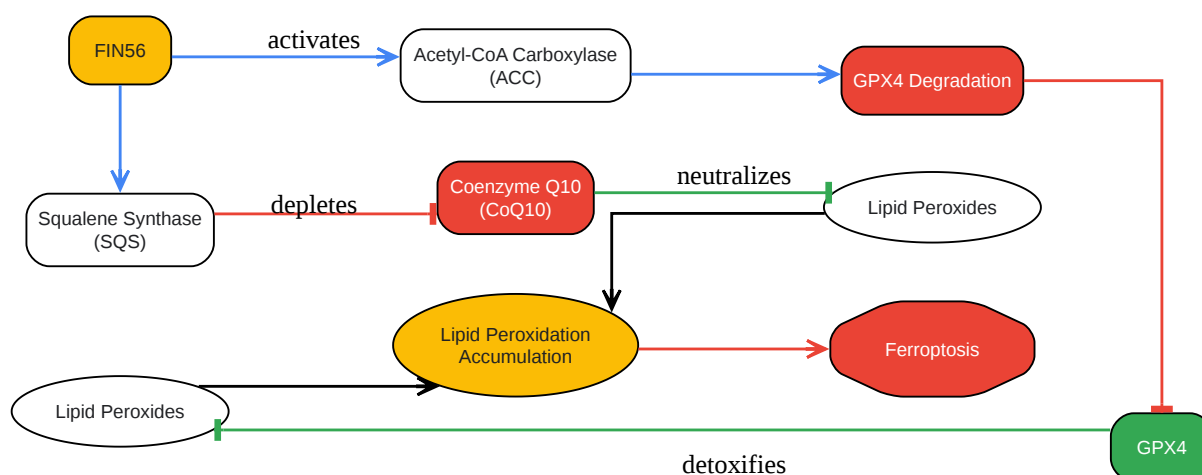 FIN56
activates
Acetyl-CoA Carboxylase
(ACC)
GPX4 Degradation
Squalene Synthase
(SQS)
depletes
Coenzyme Q10
(CoQ10)
neutralizes
Lipid Peroxides
Lipid Peroxidation
Accumulation
Ferroptosis
Lipid Peroxides
detoxifies
GPX4